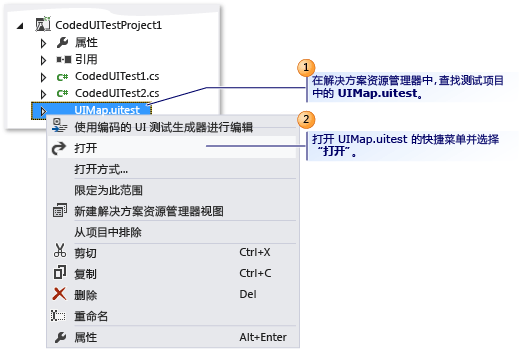 CodedUITestProject1
属性
引用
C# CodedUITest1.cs
C# CodedUITest2.cs
UIMap.uitest
使用编码的 UI 测试生成器进行编辑
打开
打开方式...
限定为此范围
新建解决方案资源管理器视图
从项目中排除
剪切 Ctrl+X
复制 Ctrl+C
删除 Del
重命名
属性 Alt+Enter
1
在解决方案资源管理器中,查找测试项目
中的 UIMap.uitest。
2
打开 UIMap.uitest 的快捷菜单并选择
“打开”。